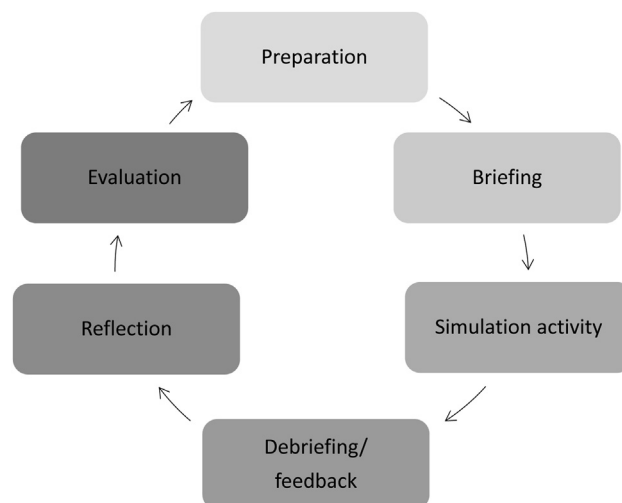 Preparation
Briefing
Simulation activity
Debriefing/
feedback
Reflection
Evaluation